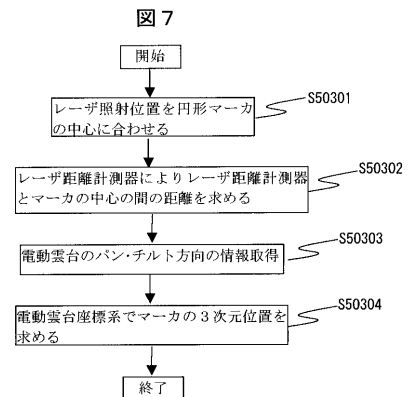 図7
開始
レーザ照射位置を円形マーカ
の中心に合わせる
S50301
レーザ距離計測器によりレーザ距離計測器
とマーカの中心の間の距離を求める
S50302
電動雲台のパン・チルト方向の情報取得
S50303
電動雲台座標系でマーカの3次元位置を
求める
S50304
終了